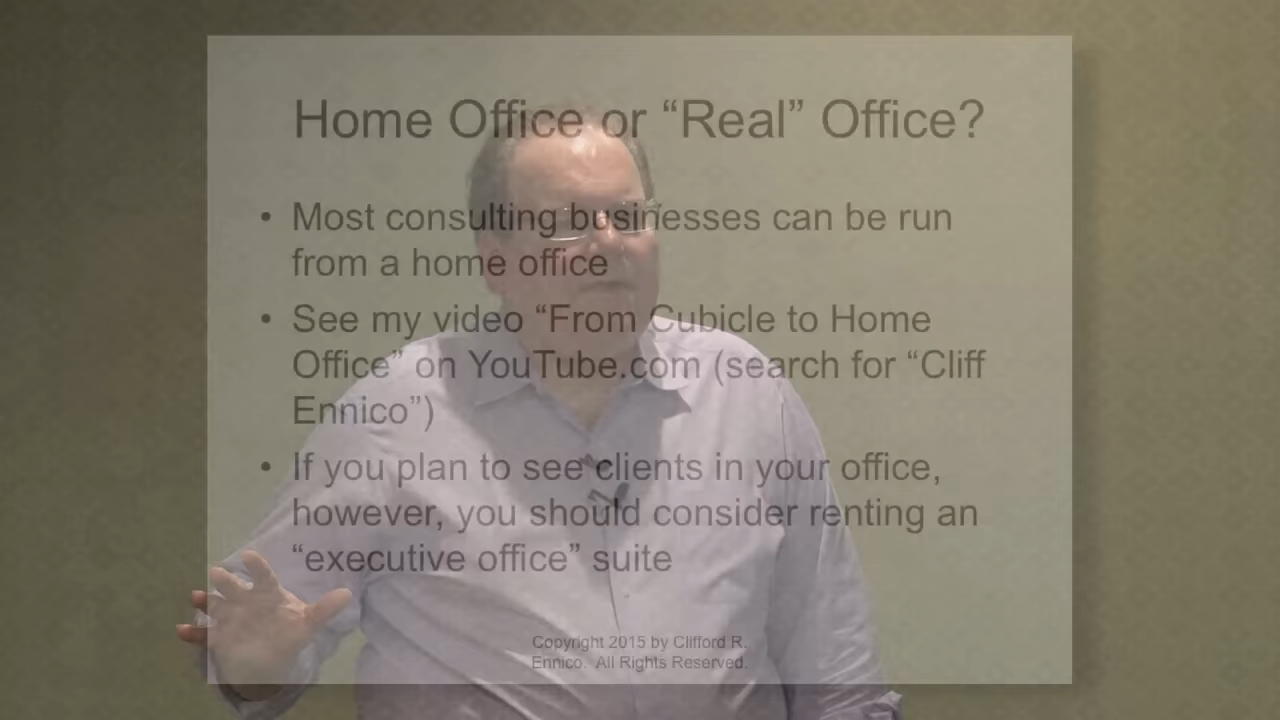 Home Office or “Real” Office?
• Most consulting businesses can be run
from a home office
• See my video “From Cubicle to Home
Office” on YouTube.com (search for “Cliff
Ennico”)
• If you plan to see clients in your office,
however, you should consider renting an
“executive office” suite
Copyright 2015 by Clifford R.
Ennico.  All Rights Reserved.